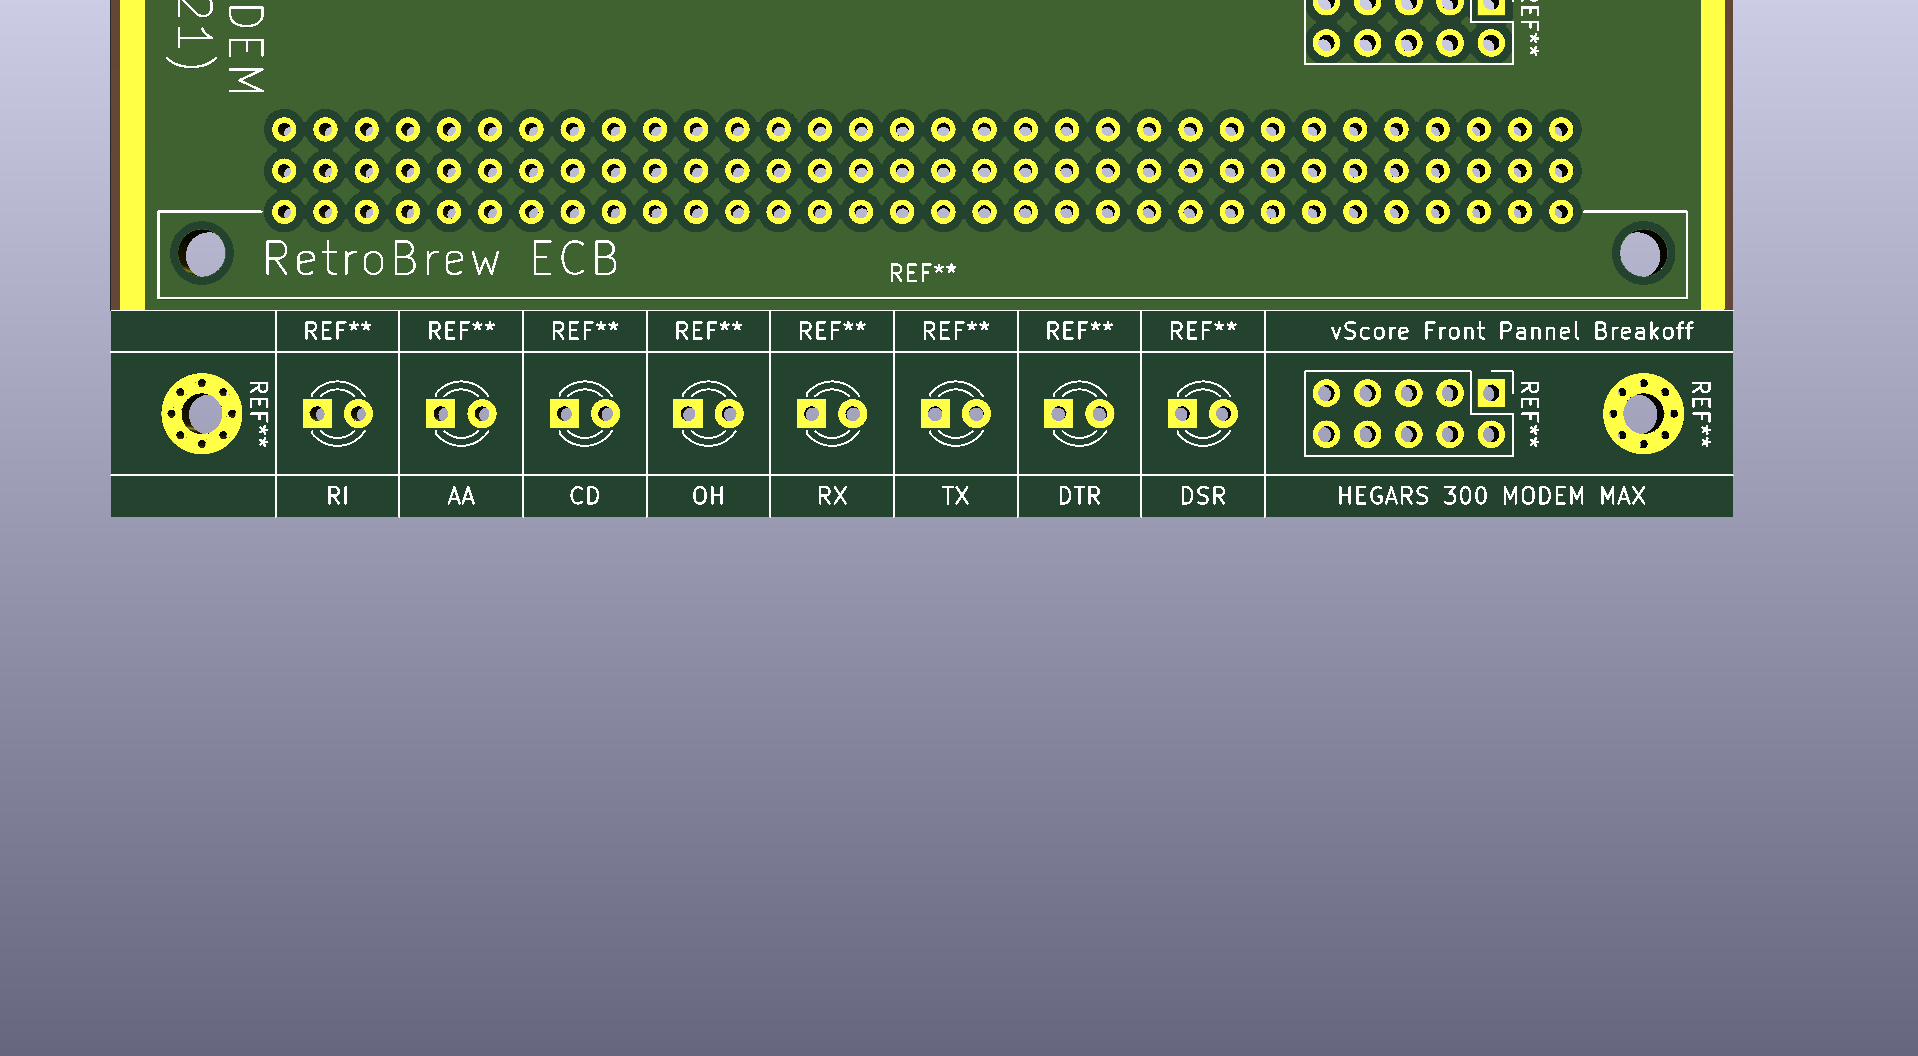 DEM
21)
REF**
RetroBrew ECB
REF**
REF** REF** REF** REF** REF** REF** REF** REF** vScore Front Pannel Breakoff
REF** REF** REF**
RI AA CD OH RX TX DTR DSR HEGARS 300 MODEM MAX